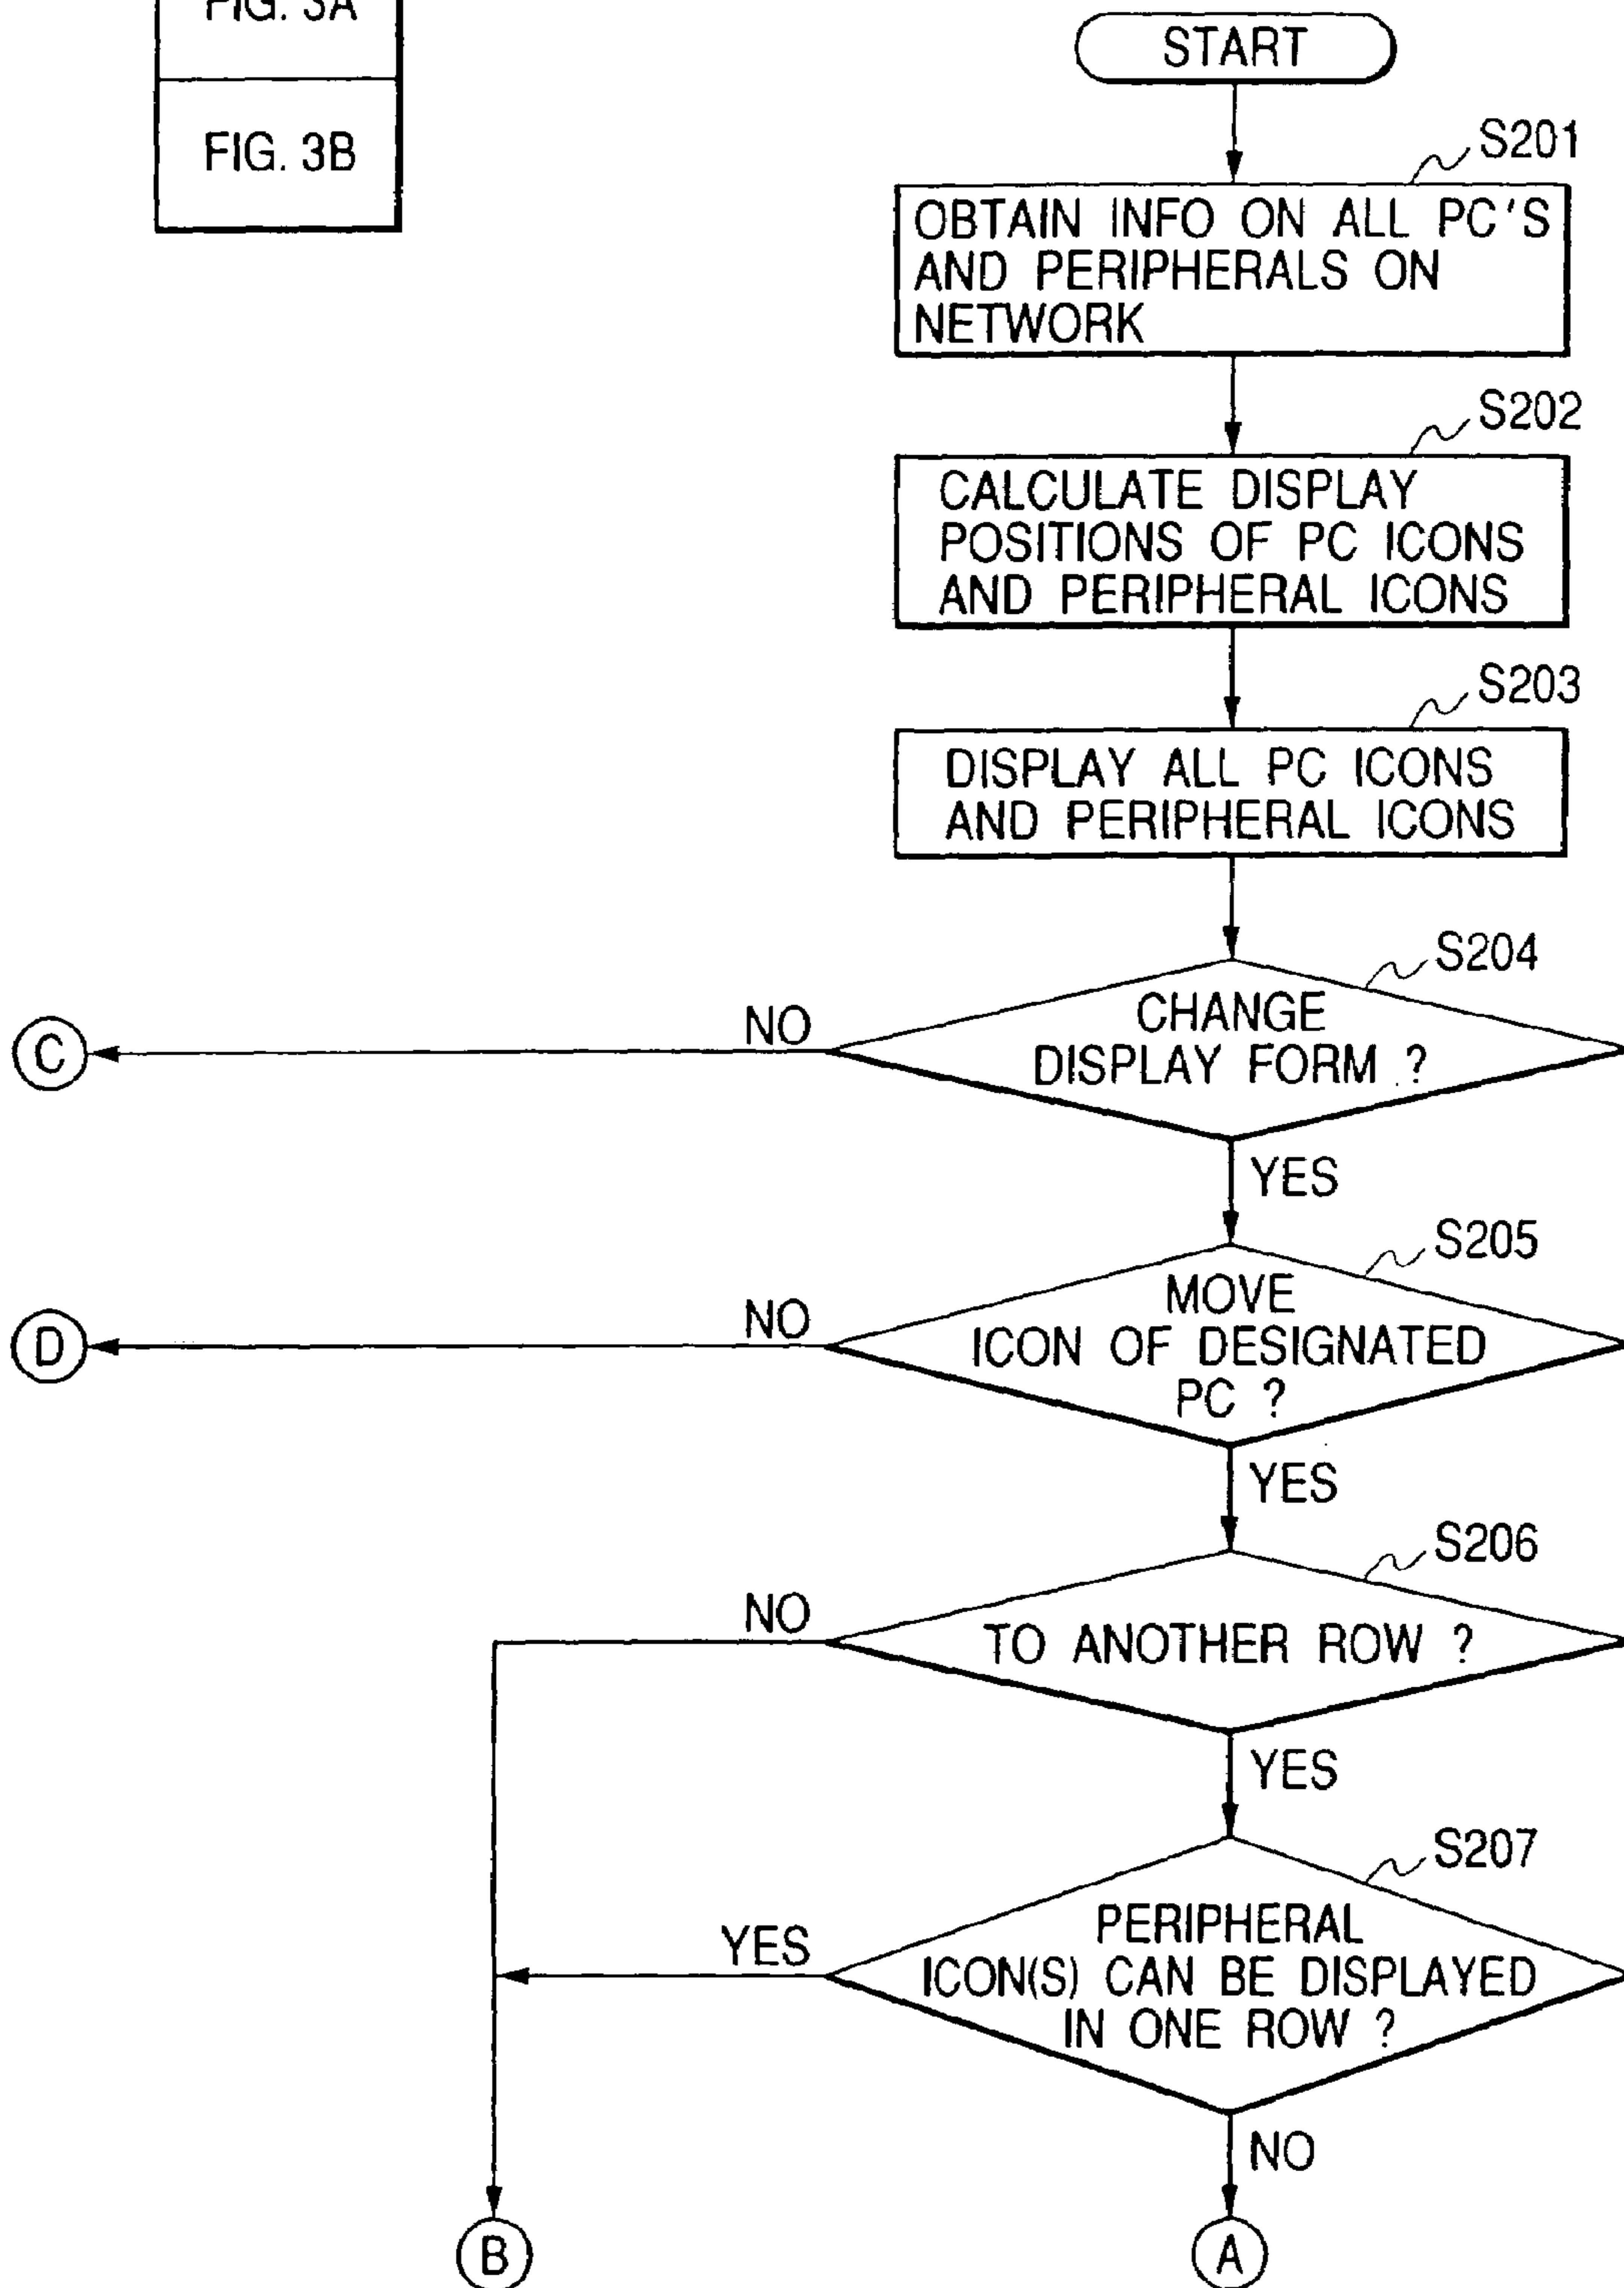 FIG. 3A
FIG. 3B
START
S201
OBTAIN INFO ON ALL PC'S
AND PERIPHERALS ON
NETWORK
S202
CALCULATE DISPLAY
POSITIONS OF PC ICONS
AND PERIPHERAL ICONS
S203
DISPLAY ALL PC ICONS
AND PERIPHERAL ICONS
S204
CHANGE
DISPLAY FORM ?
NO
C
YES
S205
MOVE
ICON OF DESIGNATED
PC ?
NO
D
YES
S206
TO ANOTHER ROW ?
NO
YES
S207
PERIPHERAL
ICON(S) CAN BE DISPLAYED
IN ONE ROW ?
YES
NO
B
A